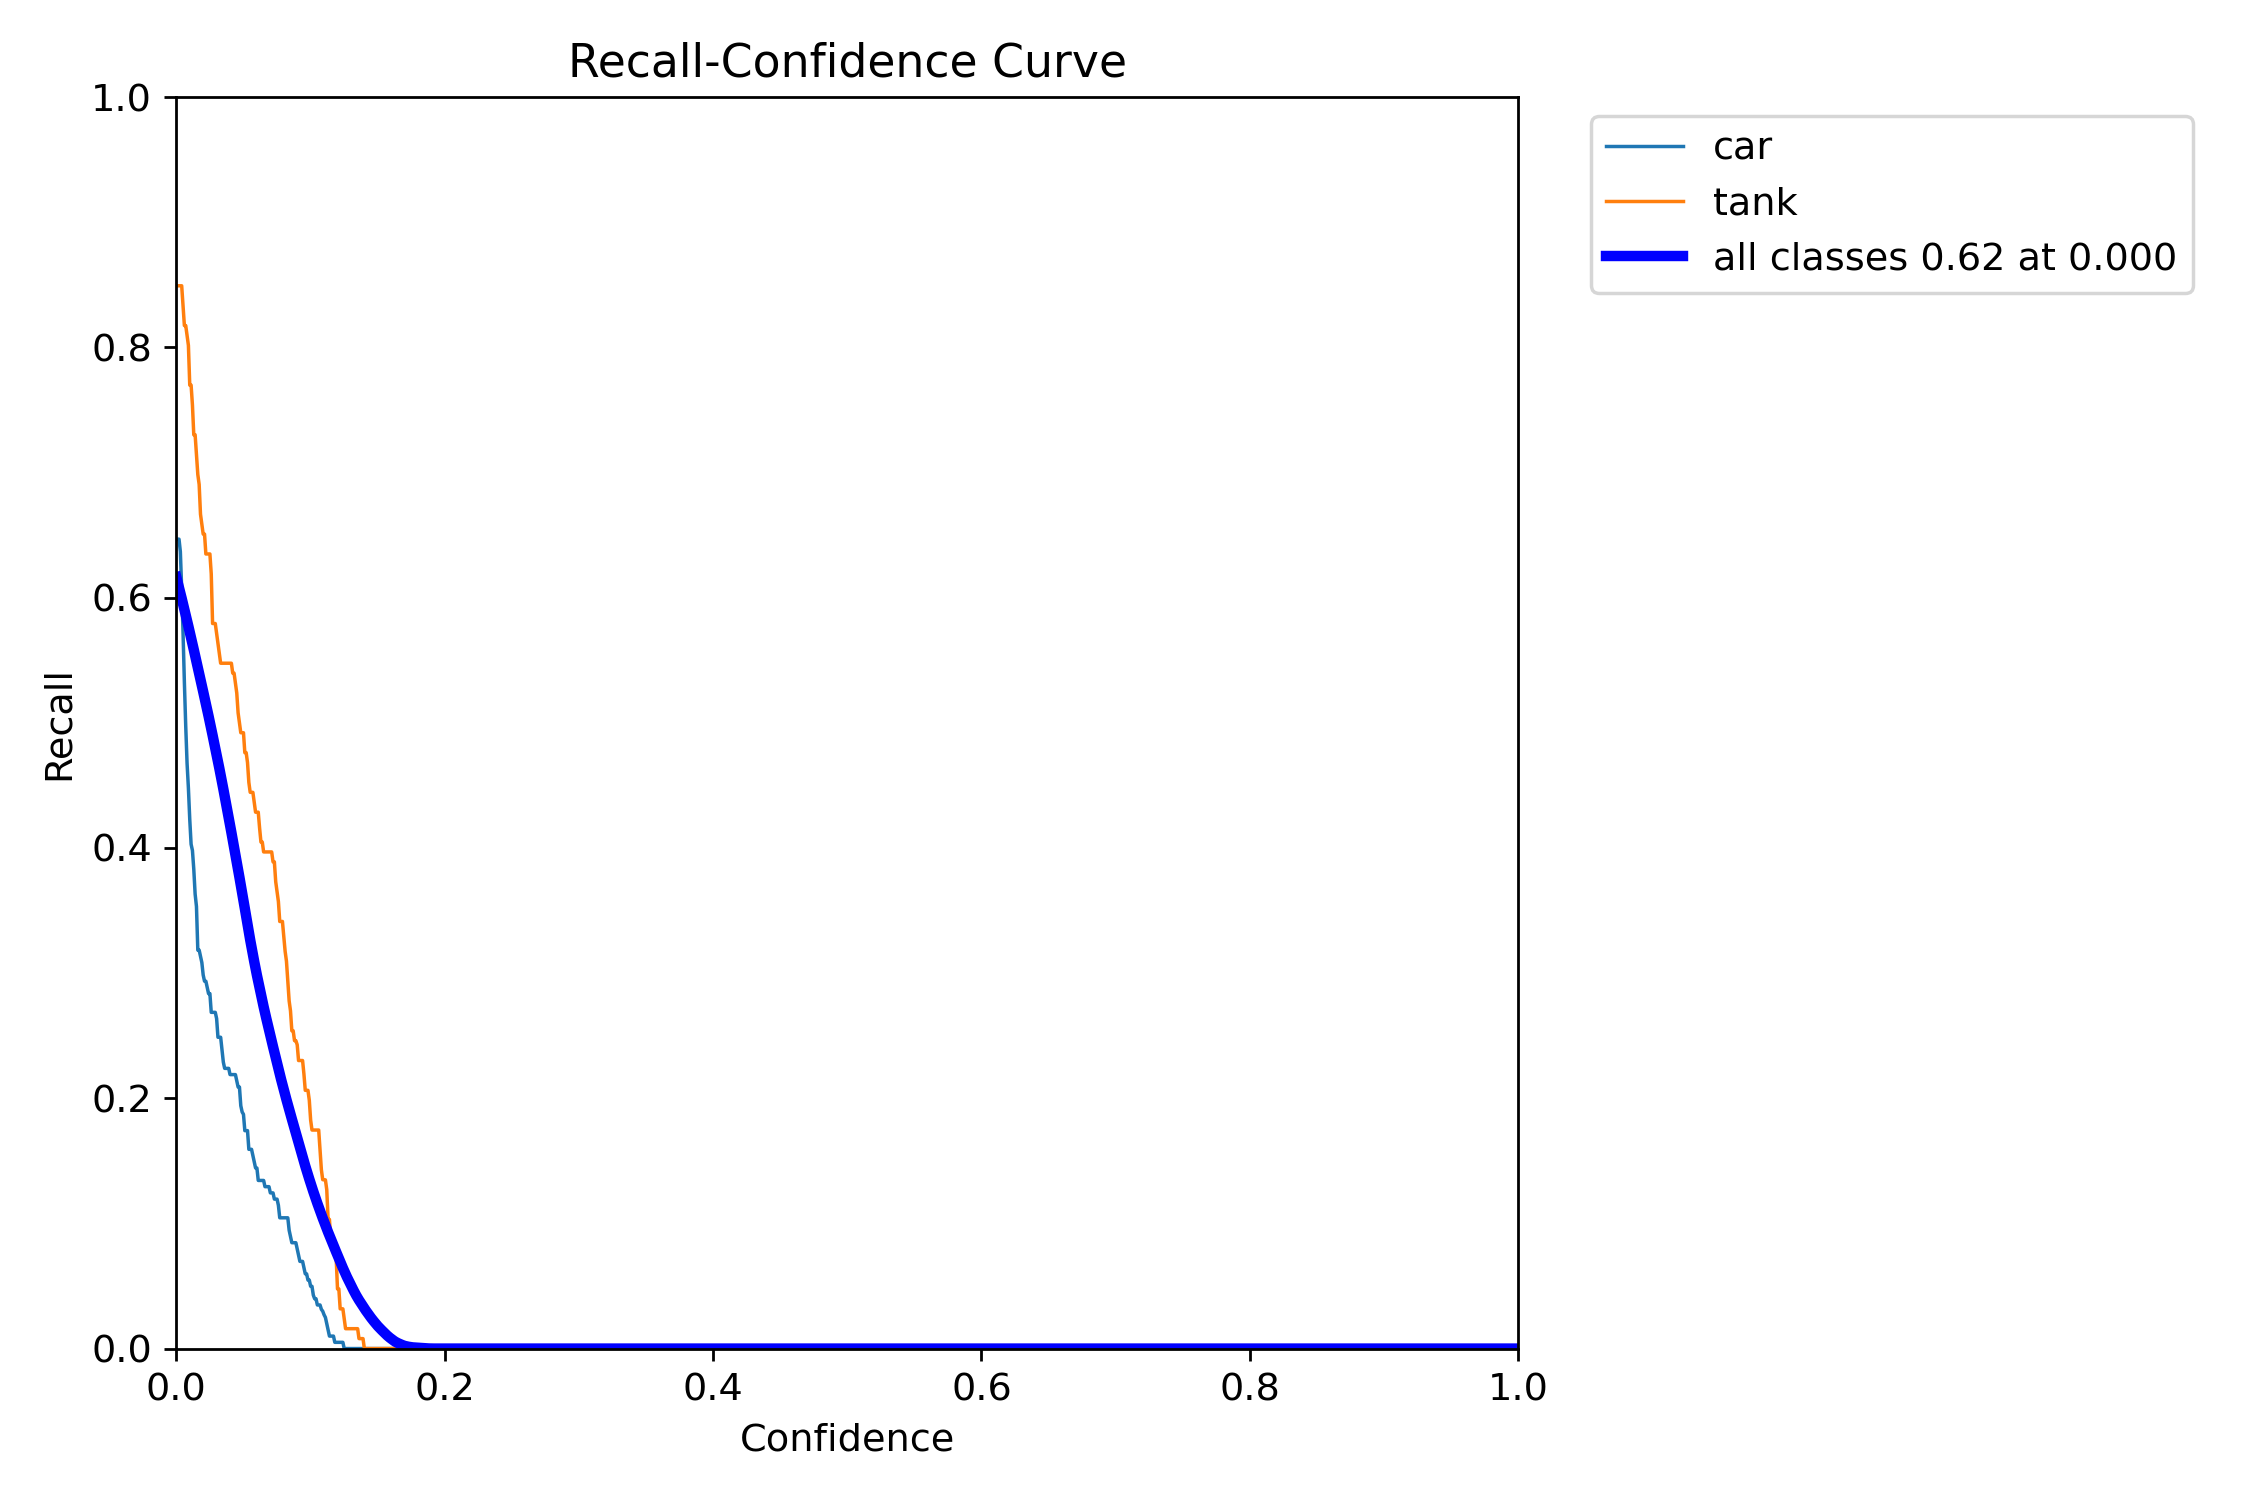 Recall-Confidence Curve
1.0
0.8
0.6
0.4
0.2
0.0
Recall
0.0 0.2 0.4 0.6 0.8 1.0
Confidence
car
tank
all classes 0.62 at 0.000